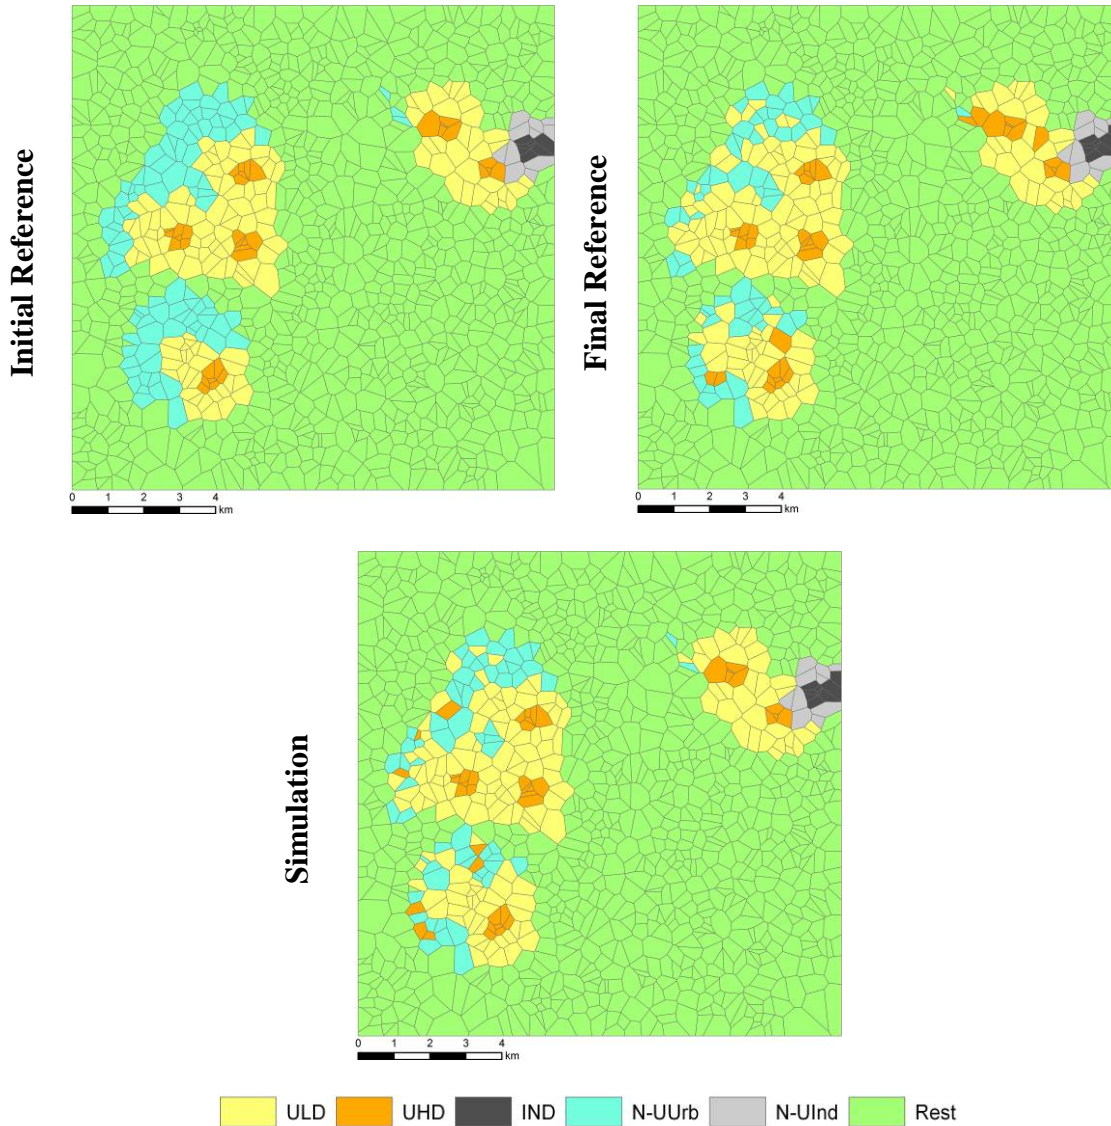 Initial Reference
Final Reference
0 1 2 3 4 km
0 1 2 3 4 km
Simulation
0 1 2 3 4 km
ULD UHD IND N-UUrb N-UInd Rest